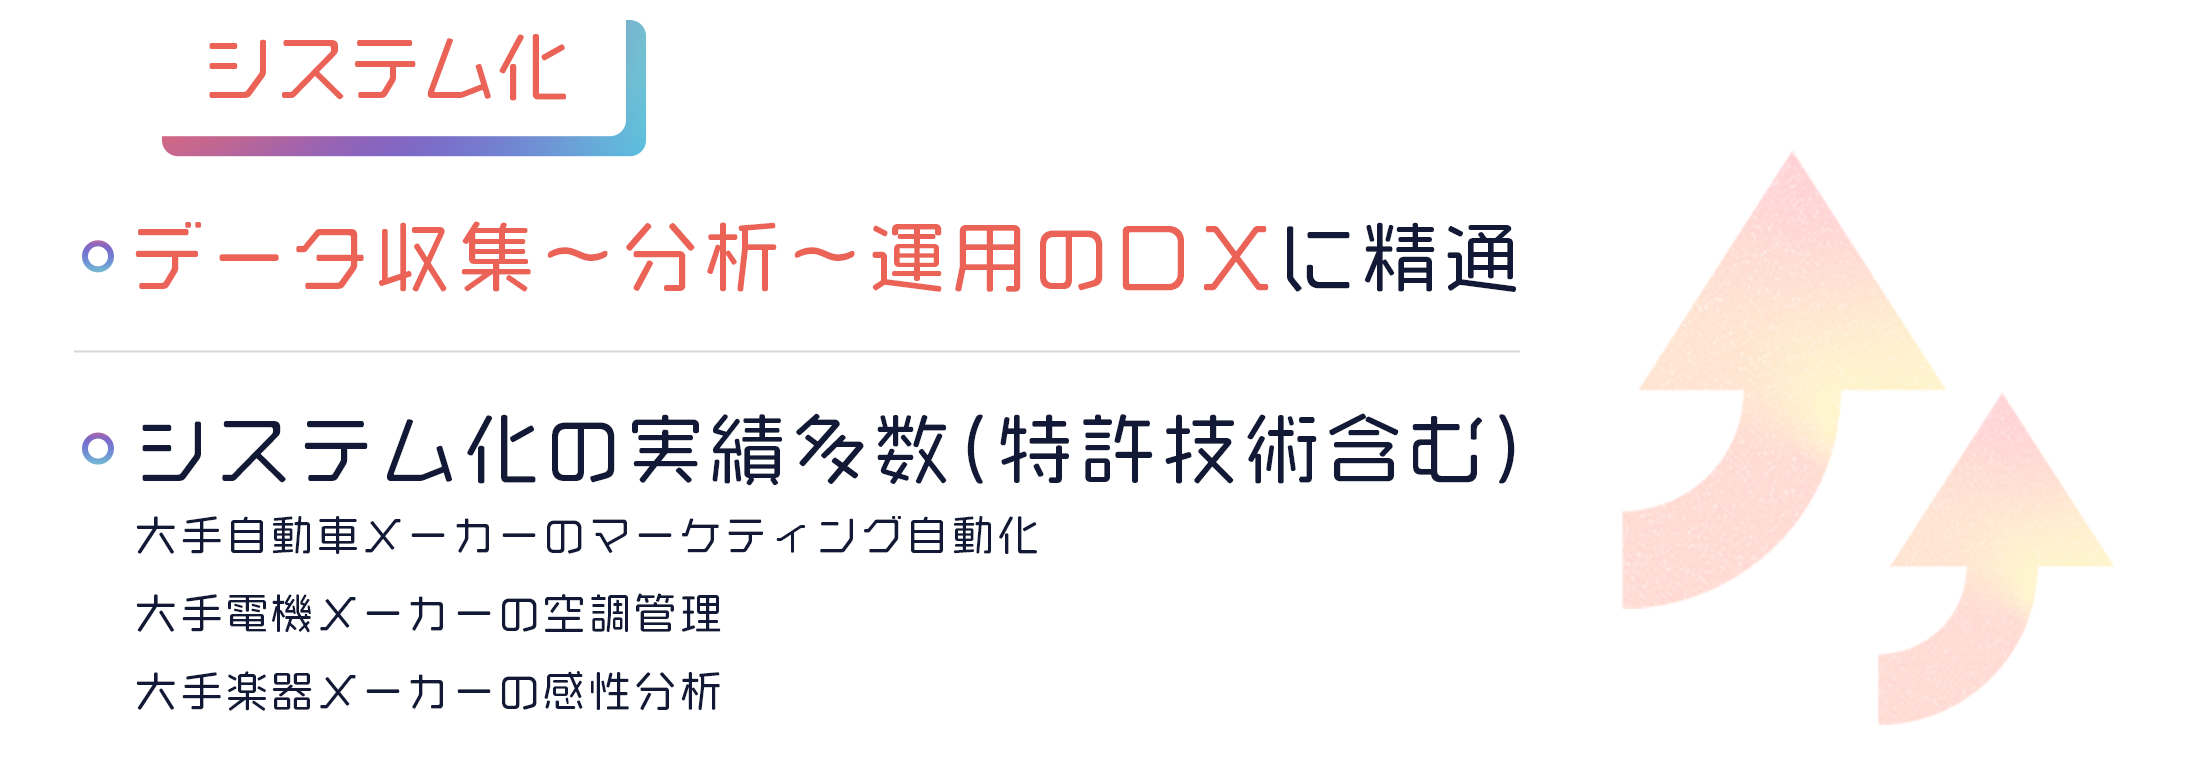 システム化
データ収集～分析～運用のDXに精通
システム化の実績多数(特許技術含む)
大手自動車メーカーのマーケティング自動化
大手電機メーカーの空調管理
大手楽器メーカーの感性分析